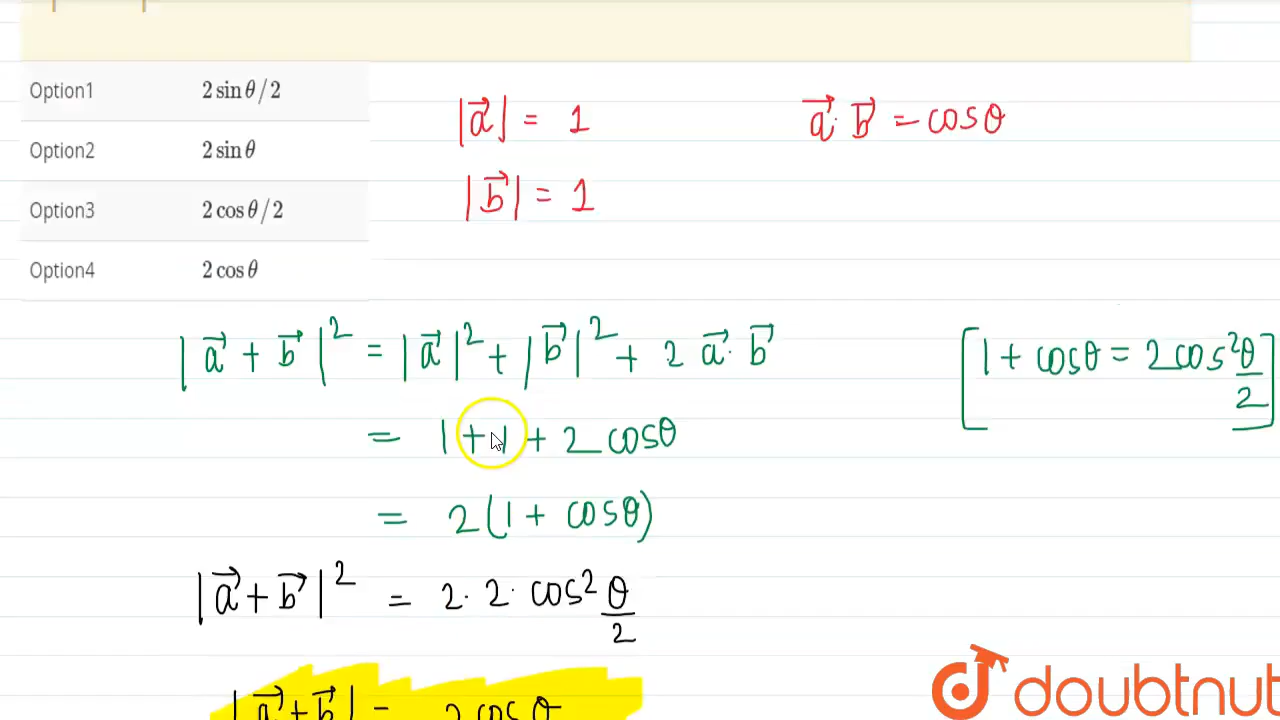 Option1 2 sin θ / 2
|a⃗| = 1 a⃗ · b⃗ = cos θ
Option2 2 sin θ
|b⃗| = 1
Option3 2 cos θ / 2
Option4 2 cos θ
|a⃗ + b⃗|² = |a⃗|² + |b⃗|² + 2 a⃗ · b⃗ [1 + cos θ = 2 cos² θ/2]
= 1 + 1 + 2 cos θ
= 2 (1 + cos θ)
|a⃗ + b⃗|² = 2 · 2 · cos² θ/2
|a⃗ + b⃗| = 2 cos θ
doubtnut